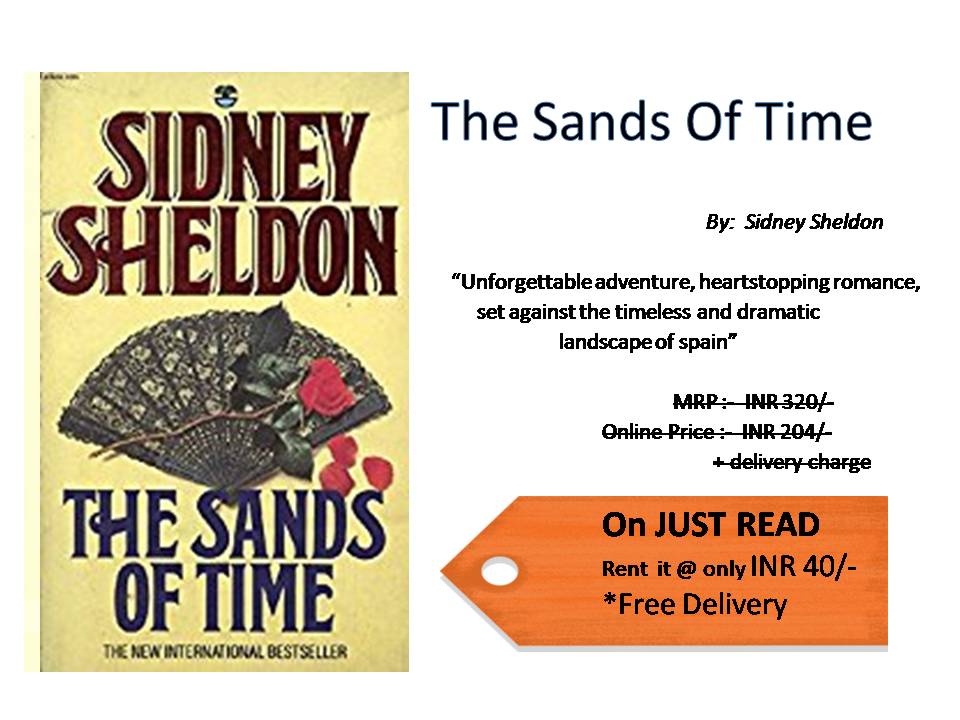 SIDNEY
SHELDON
THE SANDS
OF TIME
THE NEW INTERNATIONAL BESTSELLER
The Sands Of Time
By: Sidney Sheldon
“Unforgettable adventure, heartstopping romance,
set against the timeless and dramatic
landscape of spain”
MRP :- INR 320/-
Online Price :- INR 204/-
+ delivery charge
On JUST READ
Rent it @ only INR 40/-
*Free Delivery